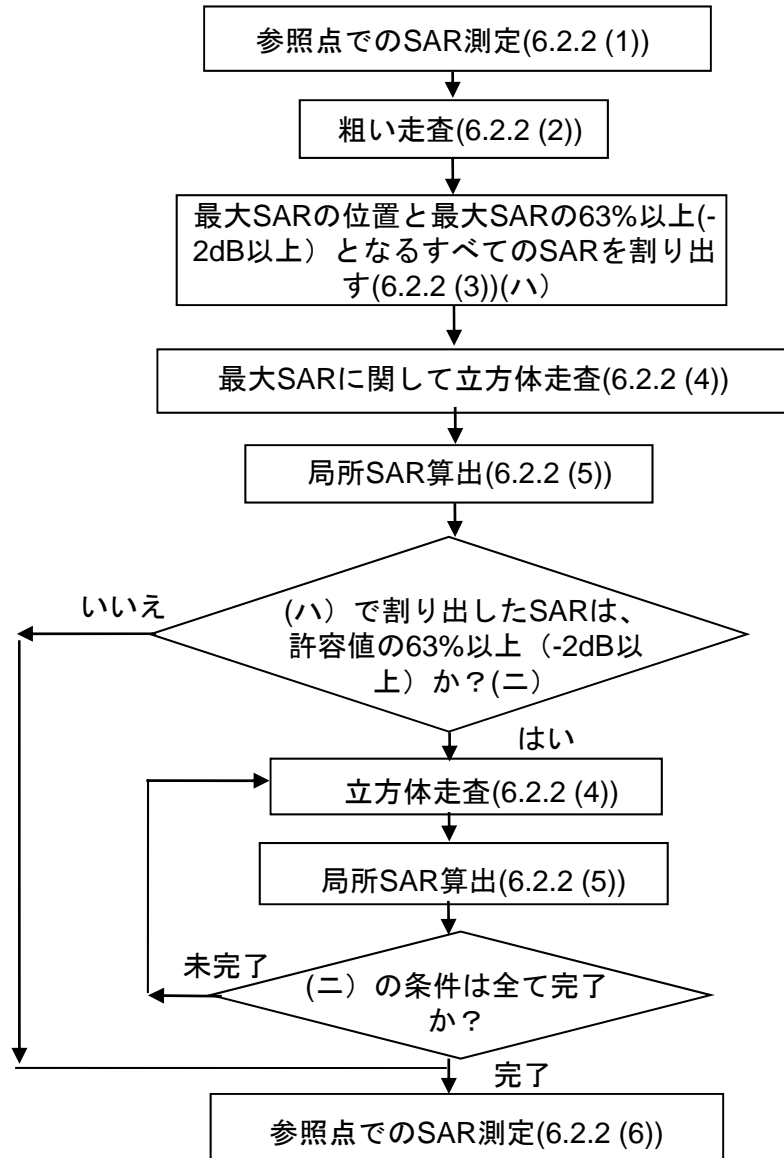 参照点でのSAR測定(6.2.2 (1))
粗い走査(6.2.2 (2))
最大SARの位置と最大SARの63%以上(-
2dB以上）となるすべてのSARを割り出
す(6.2.2 (3))(ハ）
最大SARに関して立方体走査(6.2.2 (4))
局所SAR算出(6.2.2 (5))
いいえ
(ハ）で割り出したSARは、
許容値の63%以上（-2dB以
上）か？(ニ）
はい
立方体走査(6.2.2 (4))
局所SAR算出(6.2.2 (5))
未完了
(ニ）の条件は全て完了
か？
完了
参照点でのSAR測定(6.2.2 (6))